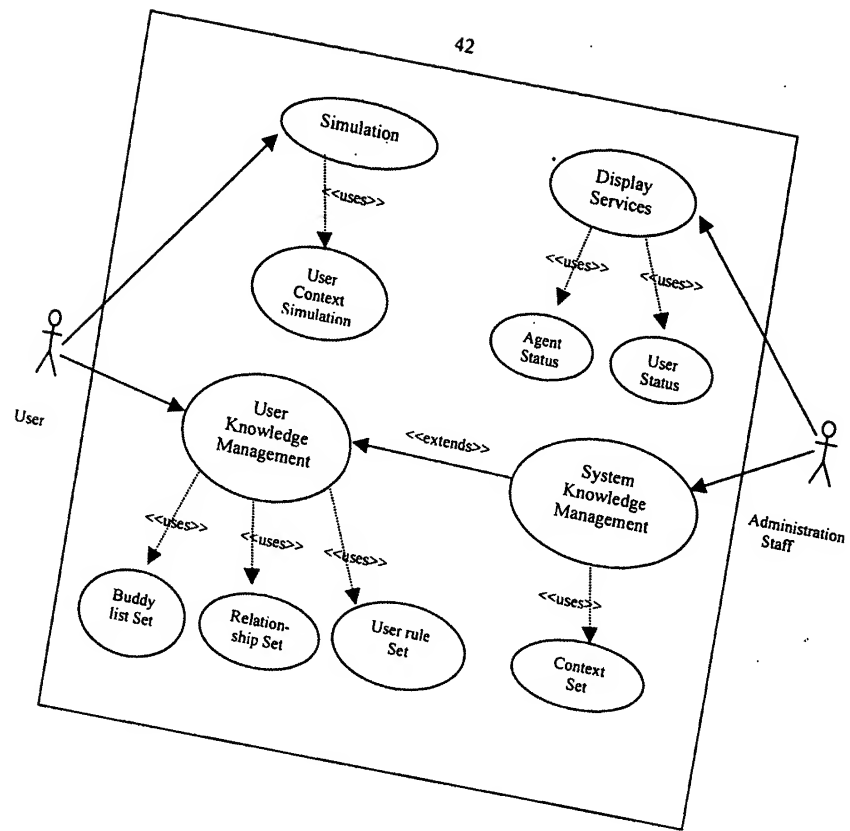 42
Simulation
<<uses>>
User
Context
Simulation
Display
Services
<<uses>>
<<uses>>
Agent
Status
User
Status
User
User
Knowledge
Management
<<extends>>
System
Knowledge
Management
Administration
Staff
<<uses>>
<<uses>>
<<uses>>
<<uses>>
Buddy
list Set
Relation-
ship Set
User rule
Set
Context
Set